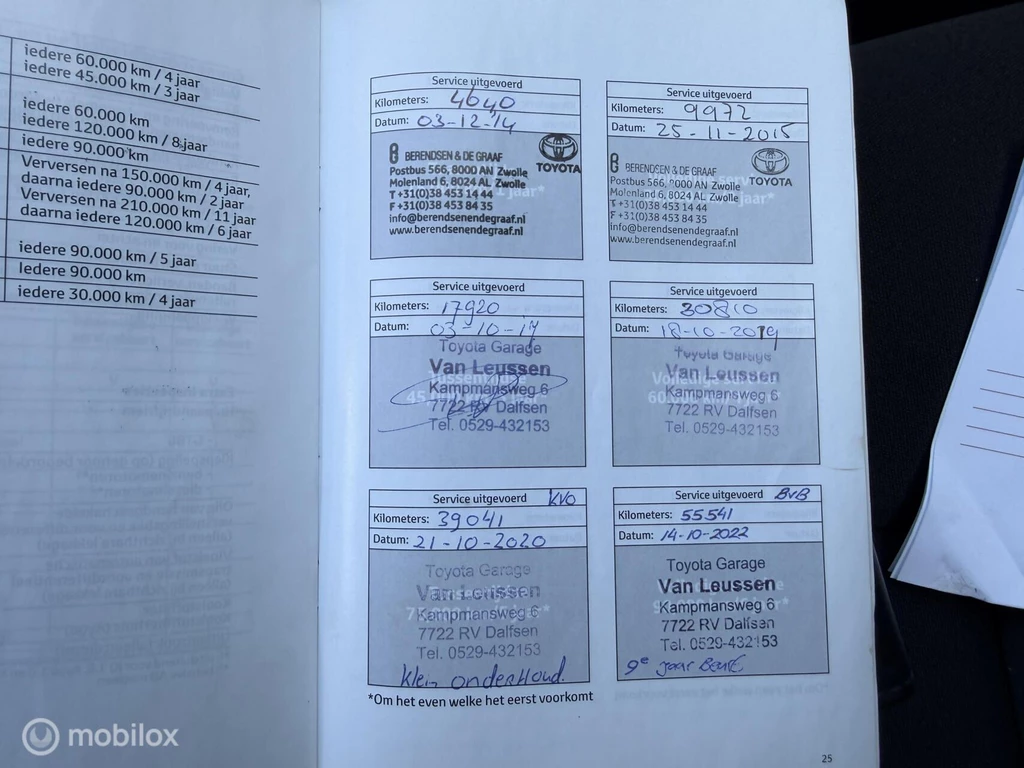 iedere 60.000 km / 4 jaar
iedere 45.000 km / 3 jaar
iedere 60.000 km
iedere 120.000 km / 8 jaar
iedere 90.000 km
Verversen na 150.000 km / 4 jaar,
daarna iedere 90.000 km / 2 jaar
Verversen na 210.000 km / 11 jaar
daarna iedere 120.000 km / 6 jaar
iedere 90.000 km / 5 jaar
iedere 90.000 km
iedere 30.000 km / 4 jaar
Service uitgevoerd
Kilometers: 4640
Datum: 03-12-14
BERENDSEN & DE GRAAF
Postbus 566, 8000 AN Zwolle
Molenland 6, 8024 AL Zwolle
T +31(0)38 453 14 44
F +31(0)38 453 84 35
info@berendsenendegraaf.nl
www.berendsenendegraaf.nl
TOYOTA
1 jaar*
Service uitgevoerd
Kilometers: 9972
Datum: 25-11-2015
BERENDSEN & DE GRAAF
Postbus 566, 8000 AN Zwolle
Molenland 6, 8024 AL Zwolle
T +31(0)38 453 14 44
F +31(0)38 453 84 35
info@berendsenendegraaf.nl
www.berendsenendegraaf.nl
TOYOTA
jaar*
Service uitgevoerd
Kilometers: 17920
Datum: 03-10-17
Toyota Garage
Van Leussen
Kampmansweg 6
7722 RV Dalfsen
Tel. 0529-432153
Service uitgevoerd
Kilometers: 30810
Datum: 18-10-2019
Toyota Garage
Van Leussen
Kampmansweg 6
7722 RV Dalfsen
Tel. 0529-432153
Service uitgevoerd KVO
Kilometers: 39041
Datum: 21-10-2020
Toyota Garage
Van Leussen
Kampmansweg 6
7722 RV Dalfsen
Tel. 0529-432153
Klein onderhoud.
Service uitgevoerd BvB
Kilometers: 55.541
Datum: 14-10-2022
Toyota Garage
Van Leussen
Kampmansweg 6
7722 RV Dalfsen
Tel. 0529-432153
9e jaar Beurt
*Om het even welke het eerst voorkomt
25
mobilox